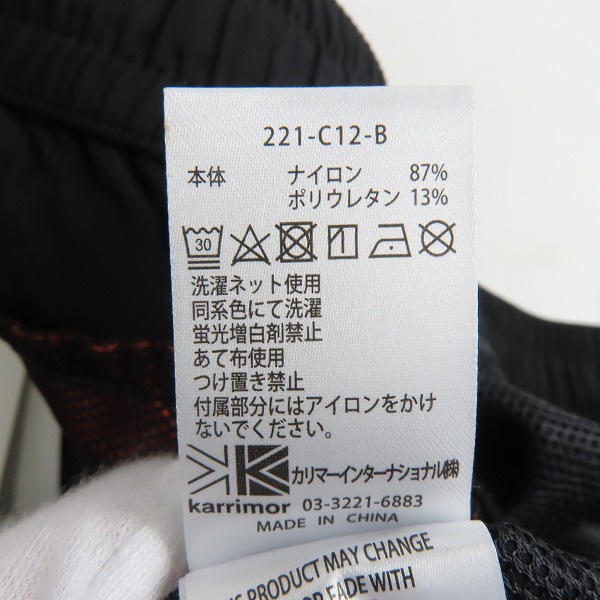 221-C12-B
本体 ナイロン 87%
ポリウレタン 13%
30
洗濯ネット使用
同系色にて洗濯
蛍光増白剤禁止
あて布使用
つけ置き禁止
付属部分にはアイロンをかけ
ないでください。
カリマーインターナショナル㈱
karrimor 03-3221-6883
MADE IN CHINA
PRODUCT MAY CHANGE
OR FADE WITH